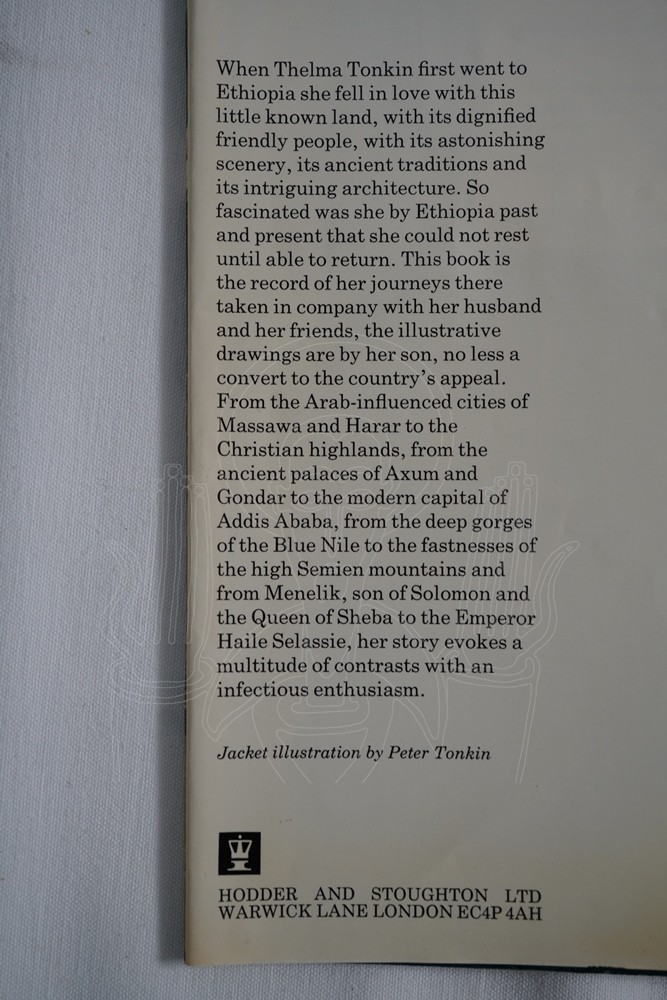 When Thelma Tonkin first went to
Ethiopia she fell in love with this
little known land, with its dignified
friendly people, with its astonishing
scenery, its ancient traditions and
its intriguing architecture. So
fascinated was she by Ethiopia past
and present that she could not rest
until able to return. This book is
the record of her journeys there
taken in company with her husband
and her friends, the illustrative
drawings are by her son, no less a
convert to the country's appeal.
From the Arab-influenced cities of
Massawa and Harar to the
Christian highlands, from the
ancient palaces of Axum and
Gondar to the modern capital of
Addis Ababa, from the deep gorges
of the Blue Nile to the fastnesses of
the high Semien mountains and
from Menelik, son of Solomon and
the Queen of Sheba to the Emperor
Haile Selassie, her story evokes a
multitude of contrasts with an
infectious enthusiasm.
Jacket illustration by Peter Tonkin
HODDER AND STOUGHTON LTD
WARWICK LANE LONDON EC4P 4AH